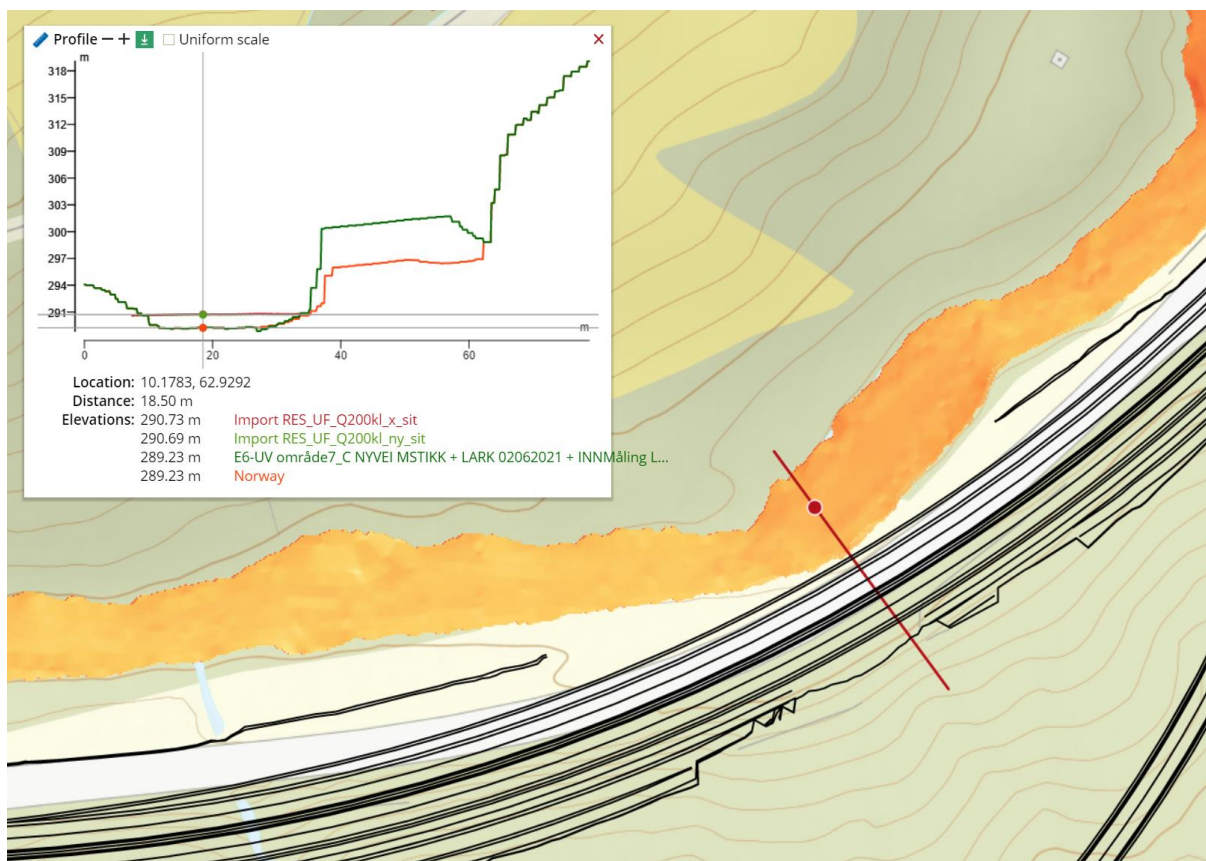 Profile − + Uniform scale ×
m
318
315
312
309
306
303
300
297
294
291
m
0 20 40 60
Location: 10.1783, 62.9292
Distance: 18.50 m
Elevations: 290.73 m Import RES_UF_Q200kl_x_sit
290.69 m Import RES_UF_Q200kl_ny_sit
289.23 m E6-UV område7_C NYVEI MSTIKK + LARK 02062021 + INNMåling L...
289.23 m Norway